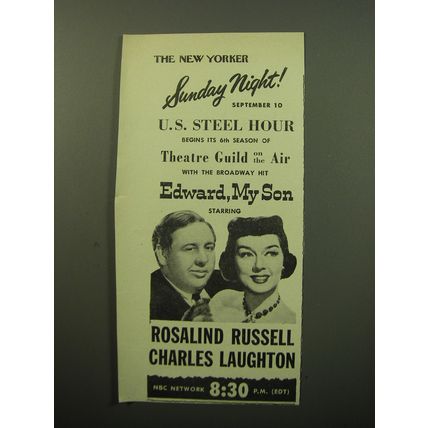 THE NEW YORKER
Sunday Night!
SEPTEMBER 10
U.S. STEEL HOUR
BEGINS ITS 6th SEASON OF
Theatre Guild on the Air
WITH THE BROADWAY HIT
Edward, My Son
STARRING
ROSALIND RUSSELL
CHARLES LAUGHTON
NBC NETWORK 8:30 P.M. (EDT)